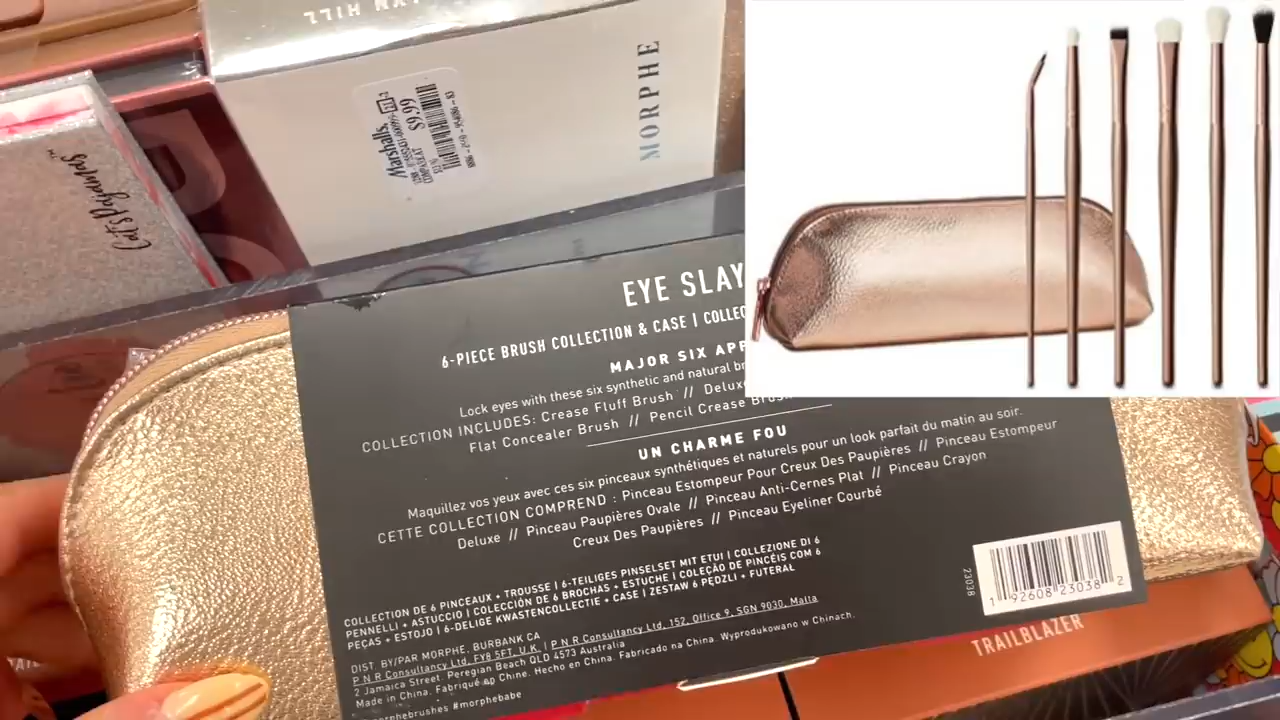 MORPHE
Marshalls
$9.99
Cat's Pajamas™
EYE SLAY
6-PIECE BRUSH COLLECTION & CASE |
MAJOR SIX
Lock eyes with these six synthetic and natural
COLLECTION INCLUDES: Crease Fluff Brush // Deluxe
Flat Concealer Brush // Pencil Crease Brush
UN CHARME FOU
Maquillez vos yeux avec ces six pinceaux synthétiques et naturels pour un look parfait du matin au soir.
CETTE COLLECTION COMPREND : Pinceau Estompeur Pour Creux Des Paupières // Pinceau Estompeur
Deluxe // Pinceau Paupières Ovale // Pinceau Anti-Cernes Plat // Pinceau Crayon
Creux Des Paupières // Pinceau Eyeliner Courbé
COLLECTION DE 6 PINCEAUX + TROUSSE | 6-TEILIGES PINSELSET MIT ETUI | COLLEZIONE DI 6
PENNELLI + ASTUCCIO | COLECCIÓN DE 6 BROCHAS + ESTUCHE | COLEÇÃO DE PINCÉIS COM 6
PEÇAS + ESTOJO | 6-DELIGE KWASTENCOLLECTIE + CASE | ZESTAW 6 PĘDZLI + FUTERAŁ
DIST. BY/PAR MORPHE, BURBANK CA
P N R Consultancy Ltd, FY8 5FT, U.K. | P N R Consultancy Ltd, 152, Office 9, SGN 9030, Malta
2 Jamaica Street. Peregian Beach QLD 4573 Australia
Made in China. Fabriqué en Chine. Hecho en China. Fabricado na China. Wyprodukowano w Chinach.
#morphebabe
23038
1 92608 23038 2
TRAILBLAZER